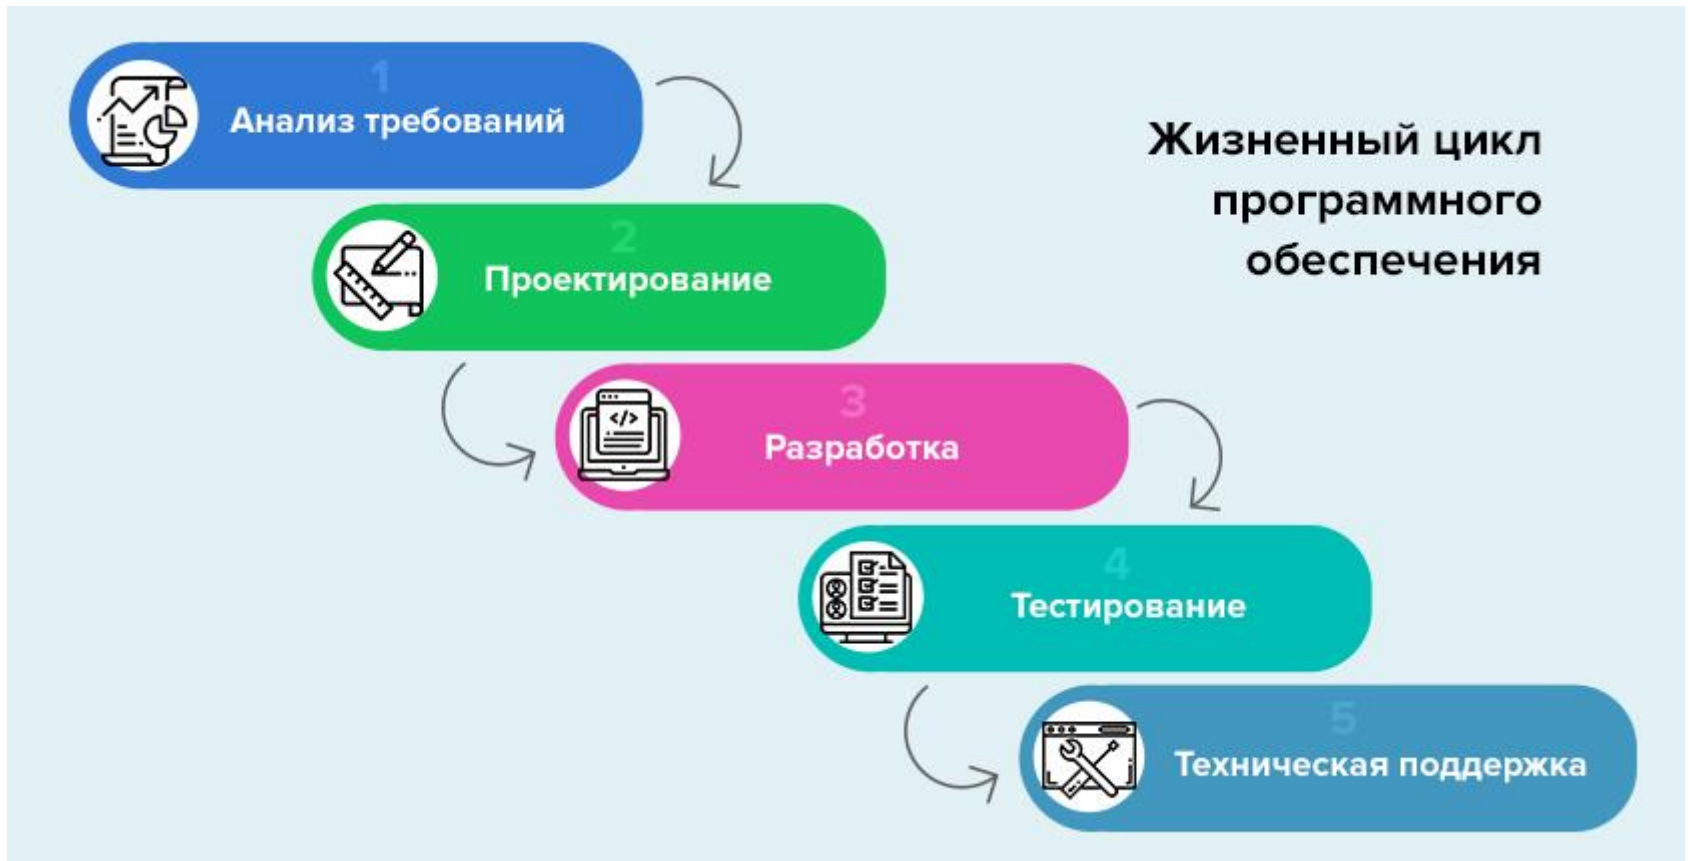 1
Анализ требований
Жизненный цикл
программного
обеспечения
2
Проектирование
3
Разработка
4
Тестирование
5
Техническая поддержка